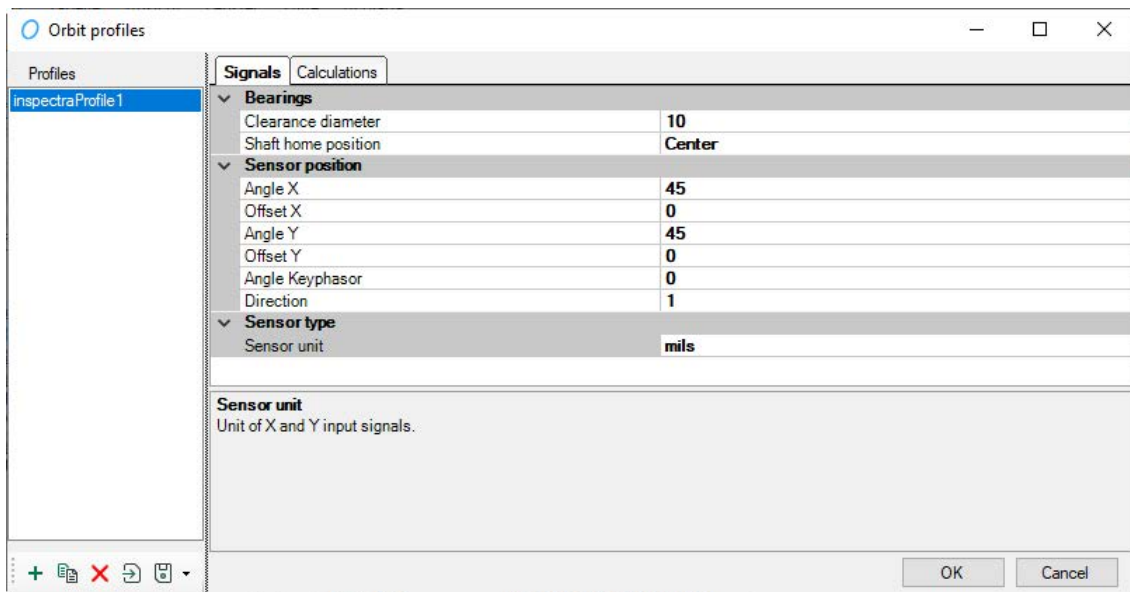 Orbit profiles
Profiles
inspectraProfile1
Signals Calculations
Bearings
Clearance diameter 10
Shaft home position Center
Sensor position
Angle X 45
Offset X 0
Angle Y 45
Offset Y 0
Angle Keyphasor 0
Direction 1
Sensor type
Sensor unit mils
Sensor unit
Unit of X and Y input signals.
OK Cancel